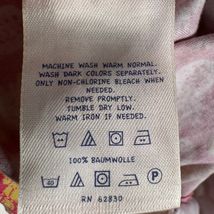 MACHINE WASH WARM NORMAL.
WASH DARK COLORS SEPARATELY.
ONLY NON-CHLORINE BLEACH WHEN
NEEDED.
REMOVE PROMPTLY.
TUMBLE DRY LOW.
WARM IRON IF NEEDED.
100% BAUMWOLLE
40 P
RN 62830